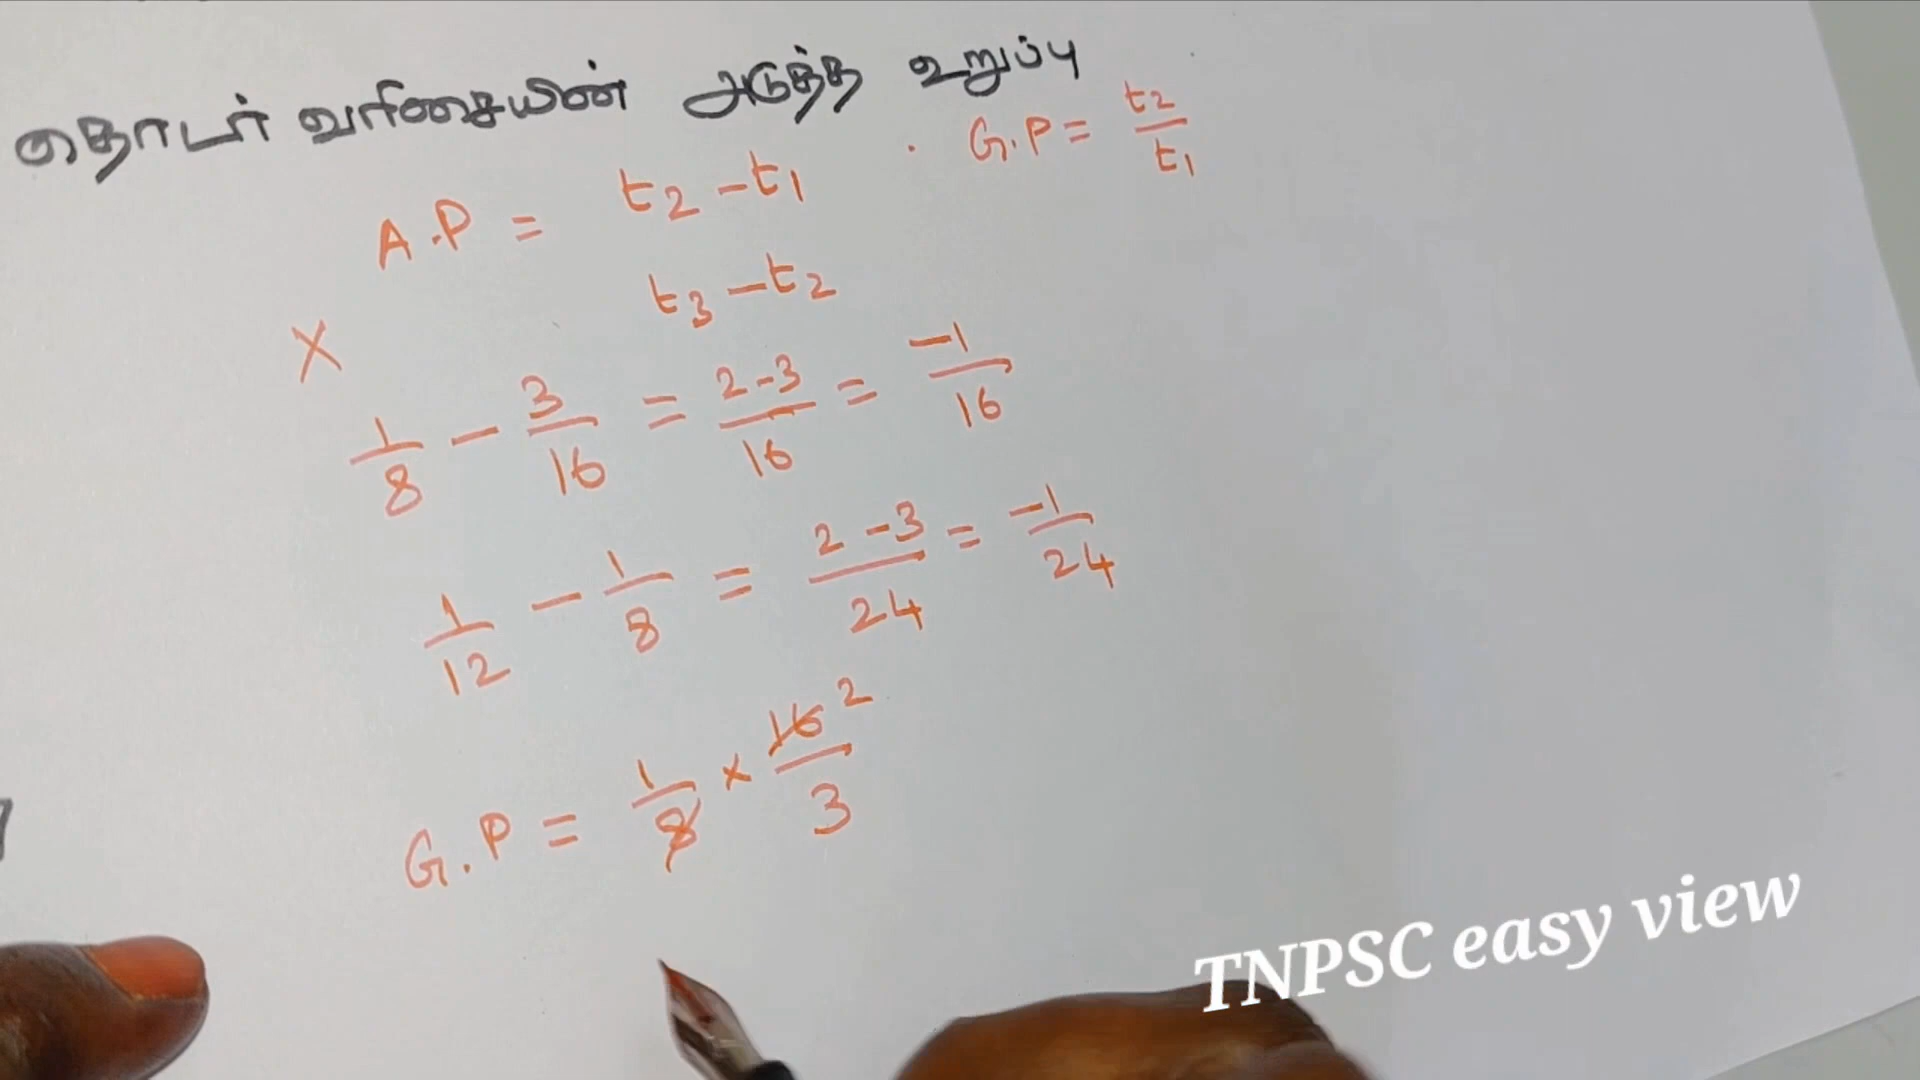 தொடர் வரிசையின் அடுத்த உறுப்பு
A.P = t2 - t1 . G.P = t2/t1
t3 - t2
X
1/8 - 3/16 = 2-3/16 = -1/16
1/12 - 1/8 = 2-3/24 = -1/24
G.P = 1/8 × 16 2/3
TNPSC easy view